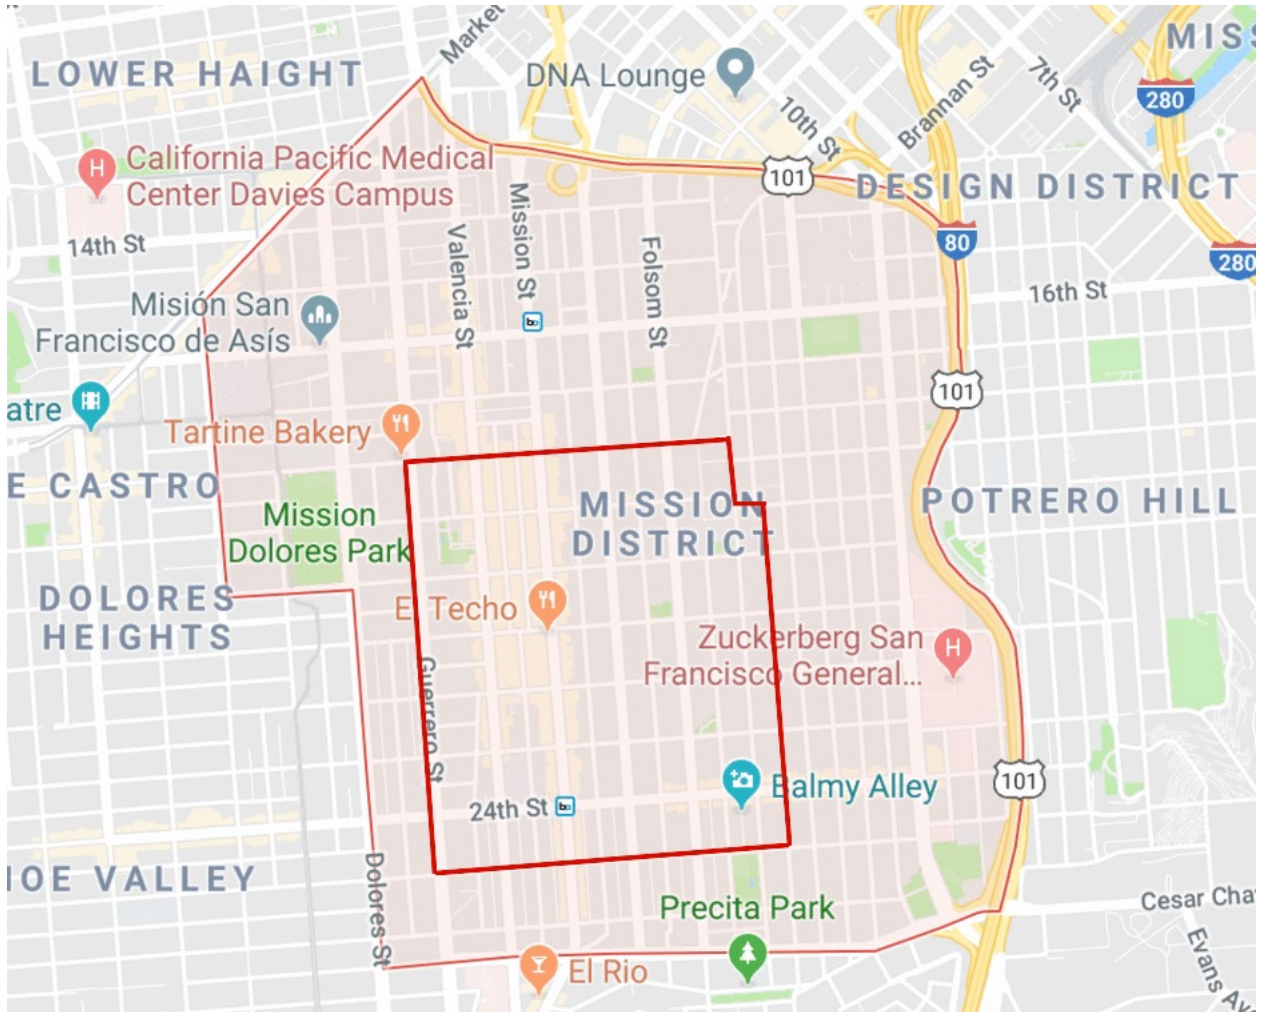 Market
MISS
LOWER HAIGHT
DNA Lounge
7th St
280
10th St
Brannan St
California Pacific Medical
Center Davies Campus
H
101
DESIGN DISTRICT
Mission St
Valencia St
Folsom St
14th St
80
280
16th St
Misión San
Francisco de Asís
101
atre
Tartine Bakery
E CASTRO
Mission
Dolores Park
MISSION
DISTRICT
POTRERO HILL
DOLORES
HEIGHTS
El Techo
Zuckerberg San
Francisco General...
H
Guerrero St
101
24th St
Balmy Alley
IOE VALLEY
Dolores St
Precita Park
Cesar Cha
El Rio
Evans Av